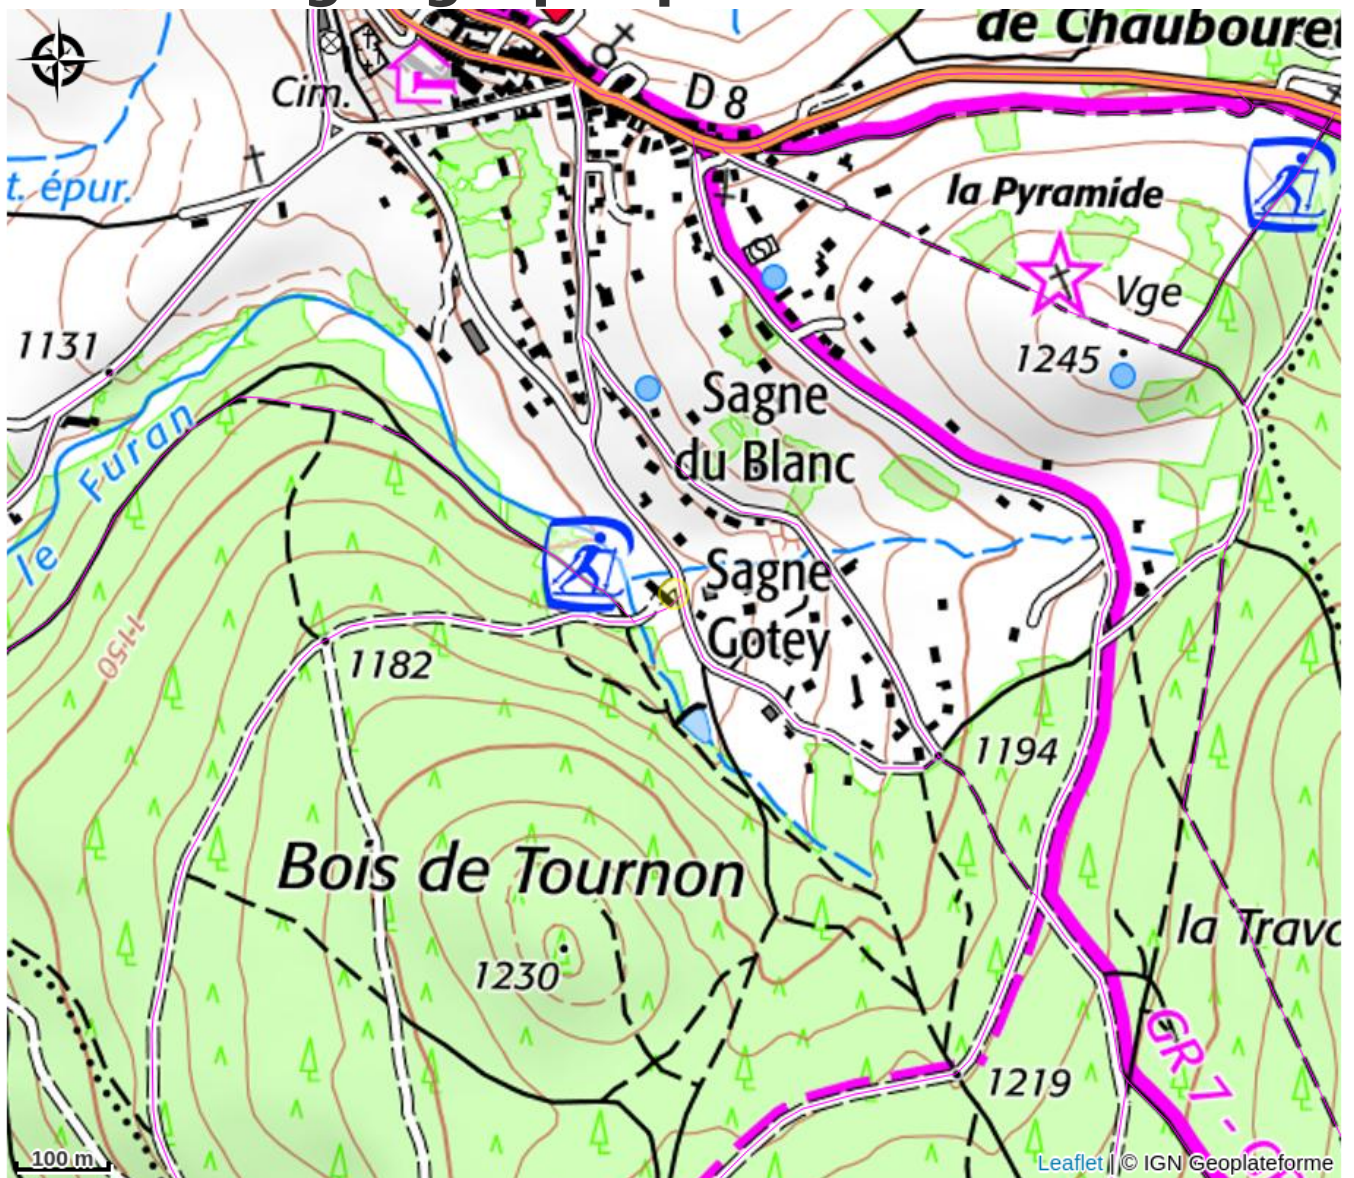 de Chaubouret
D 8
Cim.
t. épur.
la Pyramide
Vge
1131
1245
Sagne
du Blanc
le Furan
Sagne
Gotey
1150
1182
1194
Bois de Tournon
la Trava
1230
GR 7 -
1219
100 m
Leaflet | © IGN Geoplateforme